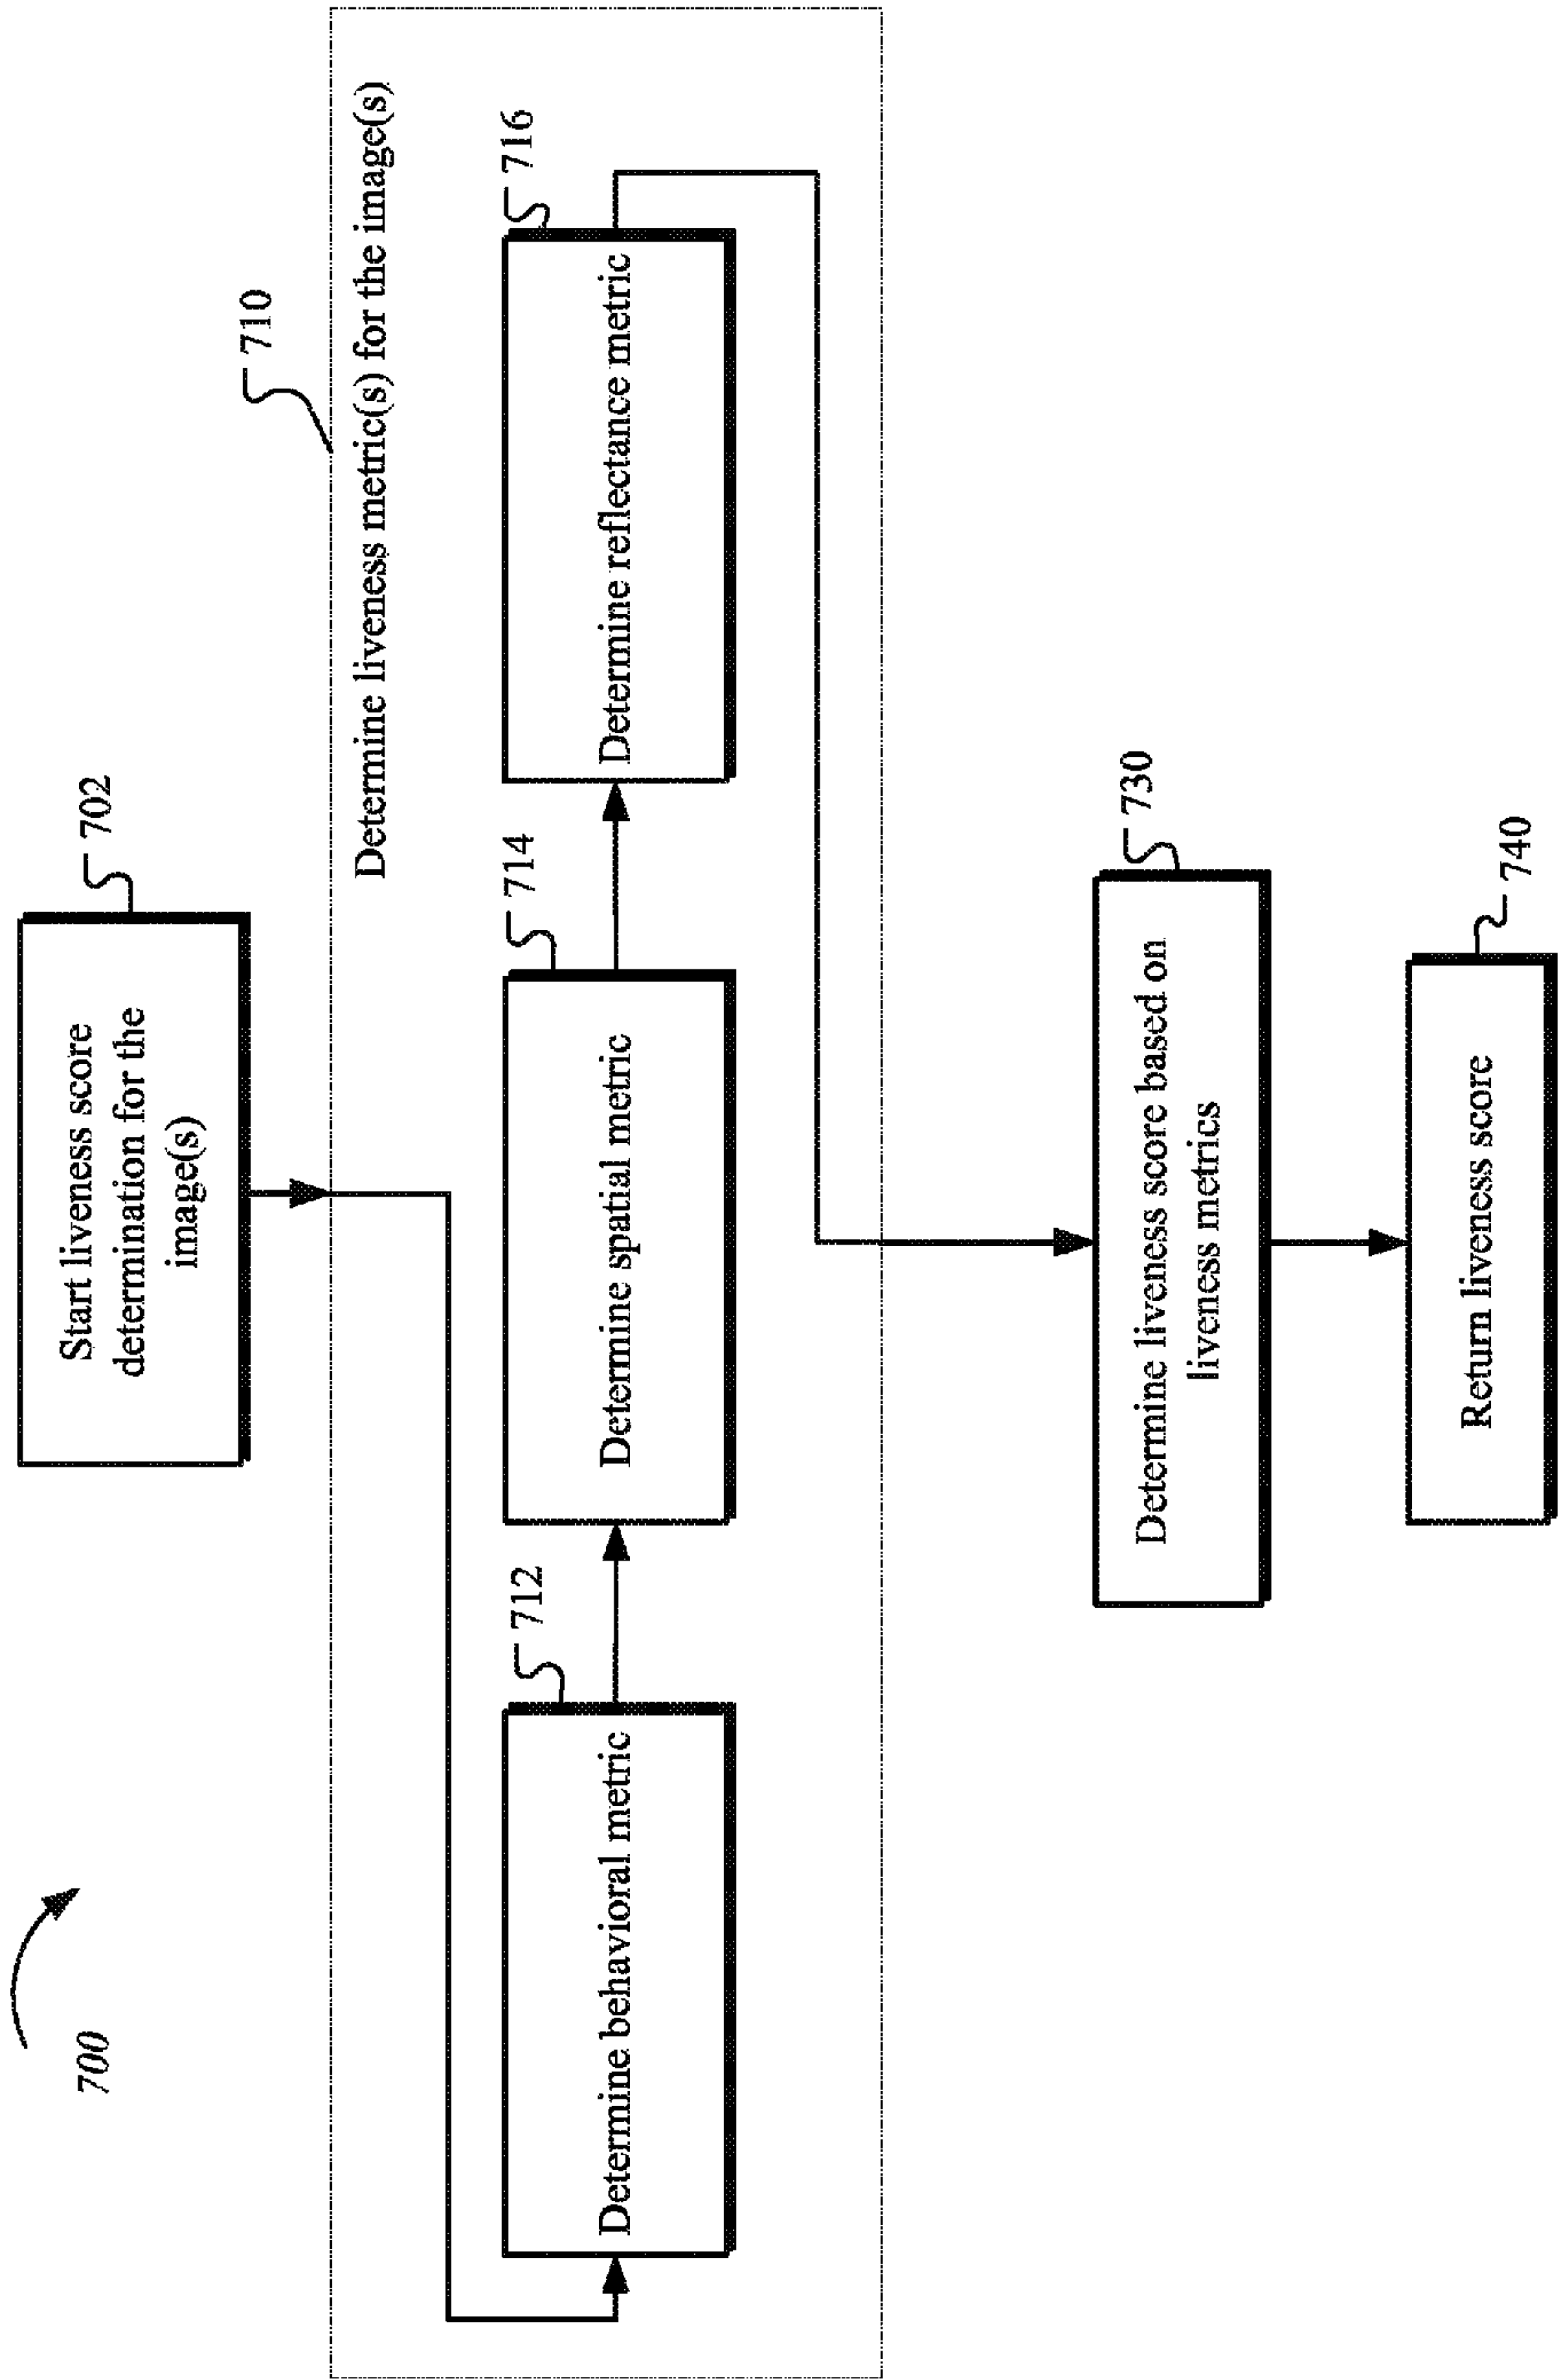 700
Start liveness score
determination for the
image(s)
702
710
Determine liveness metric(s) for the image(s)
712
Determine behavioral metric
714
Determine spatial metric
716
Determine reflectance metric
730
Determine liveness score based on
liveness metrics
740
Return liveness score